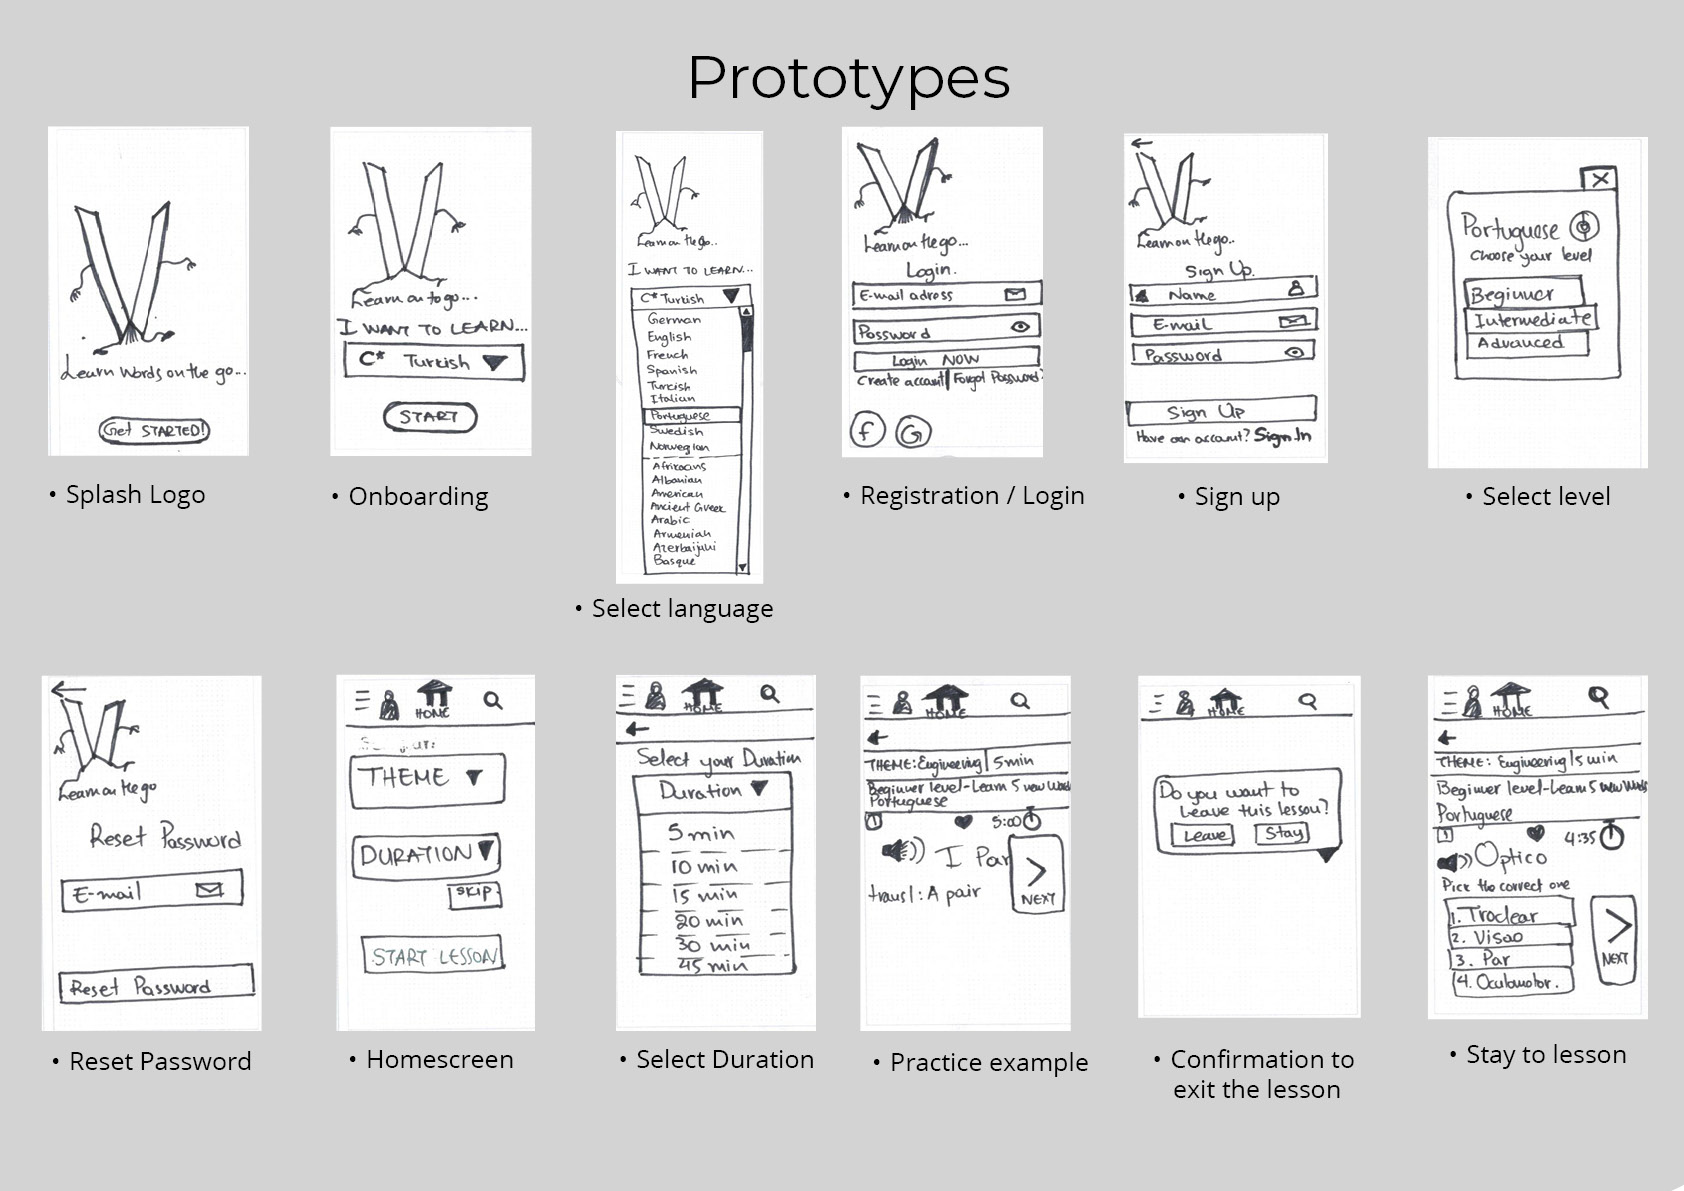 Prototypes
Learn Words on the go...
Get STARTED!
• Splash Logo
Learn on to go...
I WANT TO LEARN...
C* Turkish
START
• Onboarding
Learn on the go..
I WANT TO LEARN...
C* Turkish
German
English
French
Spanish
Turkish
Italian
Portuguese
Swedish
Norwegian
Afrikaans
Albanian
American
Ancient Greek
Arabic
Armenian
Azerbaijani
Basque
• Select language
Learn on the go...
Login.
E-mail adress
Password
Login NOW
Create account | Forgot Password?
f G
• Registration / Login
Learn on the go..
Sign Up.
Name
E-mail
Password
Sign Up
Have an account? Sign In
• Sign up
X
Portuguese
Choose your level
Beginner
Intermediate
Advanced
• Select level
Learn on the go
Reset Password
E-mail
Reset Password
• Reset Password
HOME
THEME
DURATION
SKIP
START LESSON
• Homescreen
HOME
Select your Duration
Duration
5 min
10 min
15 min
20 min
30 min
45 min
• Select Duration
HOME
THEME: Engineering | 5 min
Beginner level-Learn 5 new Words
Portuguese
1 5:00
I Par
transl: A pair
NEXT
• Practice example
HOME
Do you want to
Leave this lesson?
Leave Stay
• Confirmation to
exit the lesson
HOME
THEME: Engineering | 5 min
Beginner level-Learn 5 new Words
Portuguese
1 4:35
Optico
Pick the correct one
1. Troclear
2. Visao
3. Par
4. Oculomotor.
NEXT
• Stay to lesson